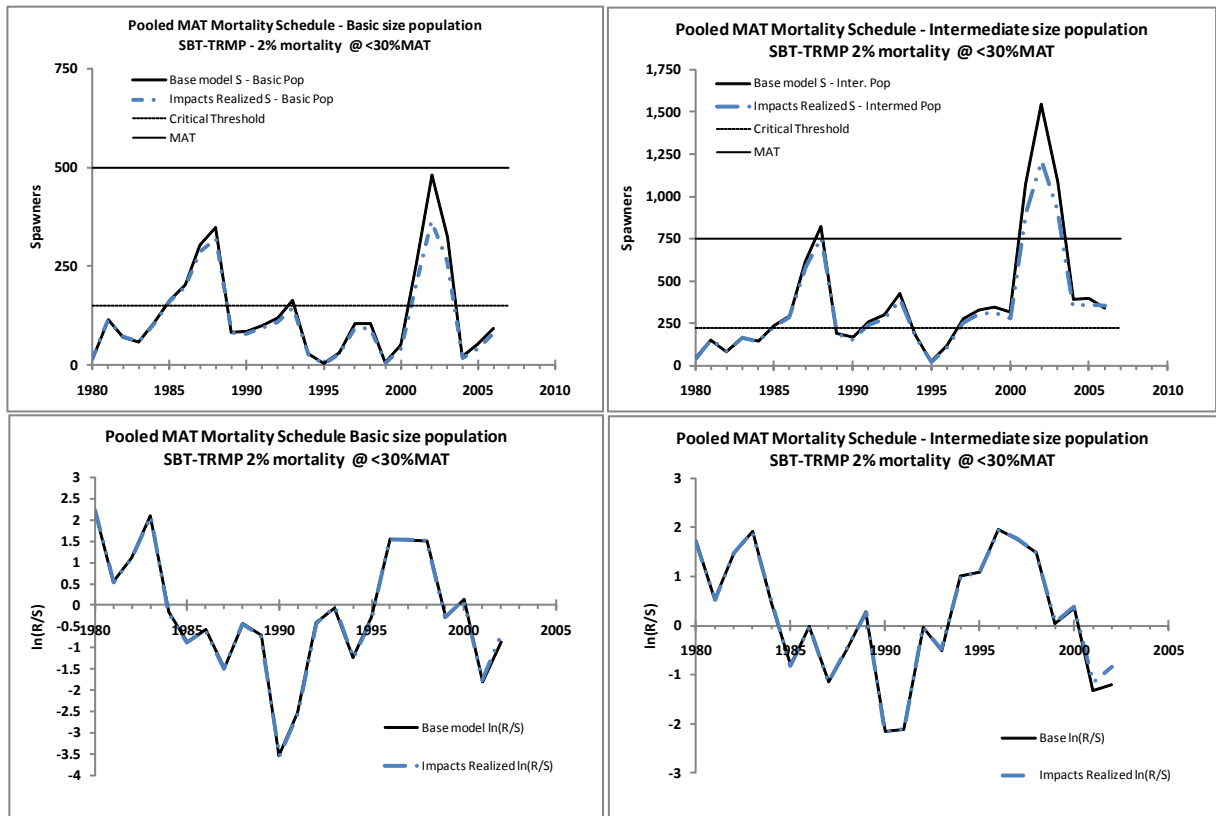 Pooled MAT Mortality Schedule - Basic size population
SBT-TRMP - 2% mortality @ <30%MAT
750
500
250
0
Spawners
Base model S - Basic Pop
Impacts Realized S - Basic Pop
Critical Threshold
MAT
1980 1985 1990 1995 2000 2005 2010
Pooled MAT Mortality Schedule - Intermediate size population
SBT-TRMP 2% mortality @ <30%MAT
1,750
1,500
1,250
1,000
750
500
250
0
Spawners
Base model S - Inter. Pop
Impacts Realized S - Intermed Pop
Critical Threshold
MAT
1980 1985 1990 1995 2000 2005 2010
Pooled MAT Mortality Schedule Basic size population
SBT-TRMP 2% mortality @ <30%MAT
3
2.5
2
1.5
1
0.5
0
-0.5
-1
-1.5
-2
-2.5
-3
-3.5
-4
ln(R/S)
1980 1985 1990 1995 2000 2005
Base model ln(R/S)
Impacts Realized ln(R/S)
Pooled MAT Mortality Schedule - Intermediate size population
SBT-TRMP 2% mortality @ <30%MAT
3
2
1
0
-1
-2
-3
ln(R/S)
1980 1985 1990 1995 2000 2005
Base ln(R/S)
Impacts Realized ln(R/S)